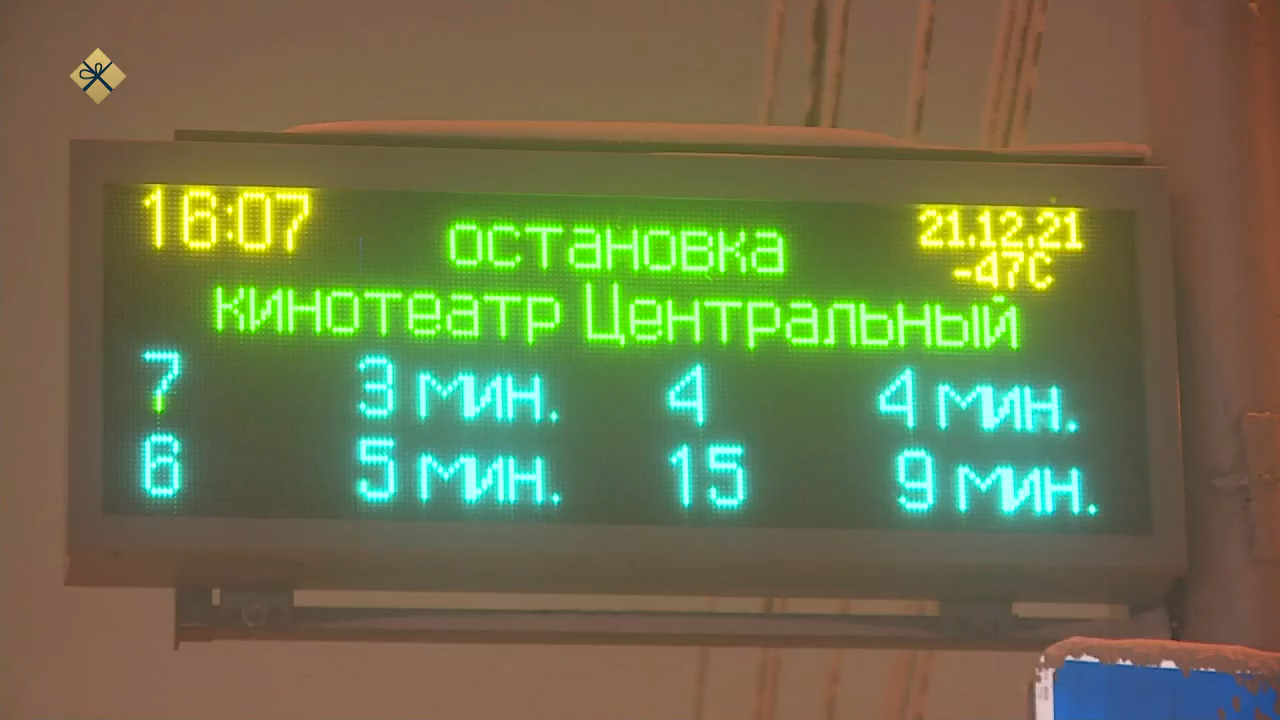 16:07
остановка
21.12.21
-47С
кинотеатр Центральный
7 3 мин. 4 4 мин.
6 5 мин. 15 9 мин.